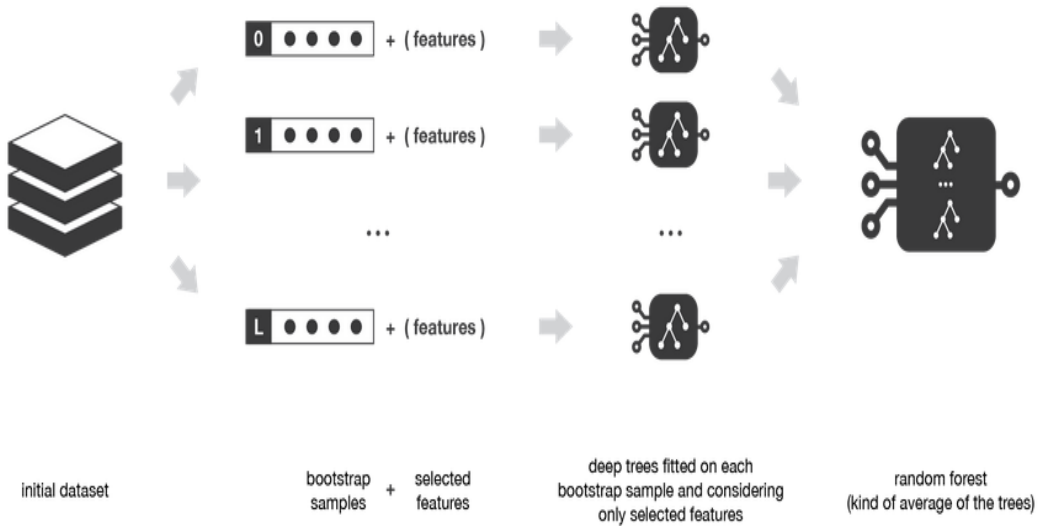 0 + ( features )
1 + ( features )
... ...
...
L + ( features )
initial dataset
bootstrap
samples
+
selected
features
deep trees fitted on each
bootstrap sample and considering
only selected features
random forest
(kind of average of the trees)